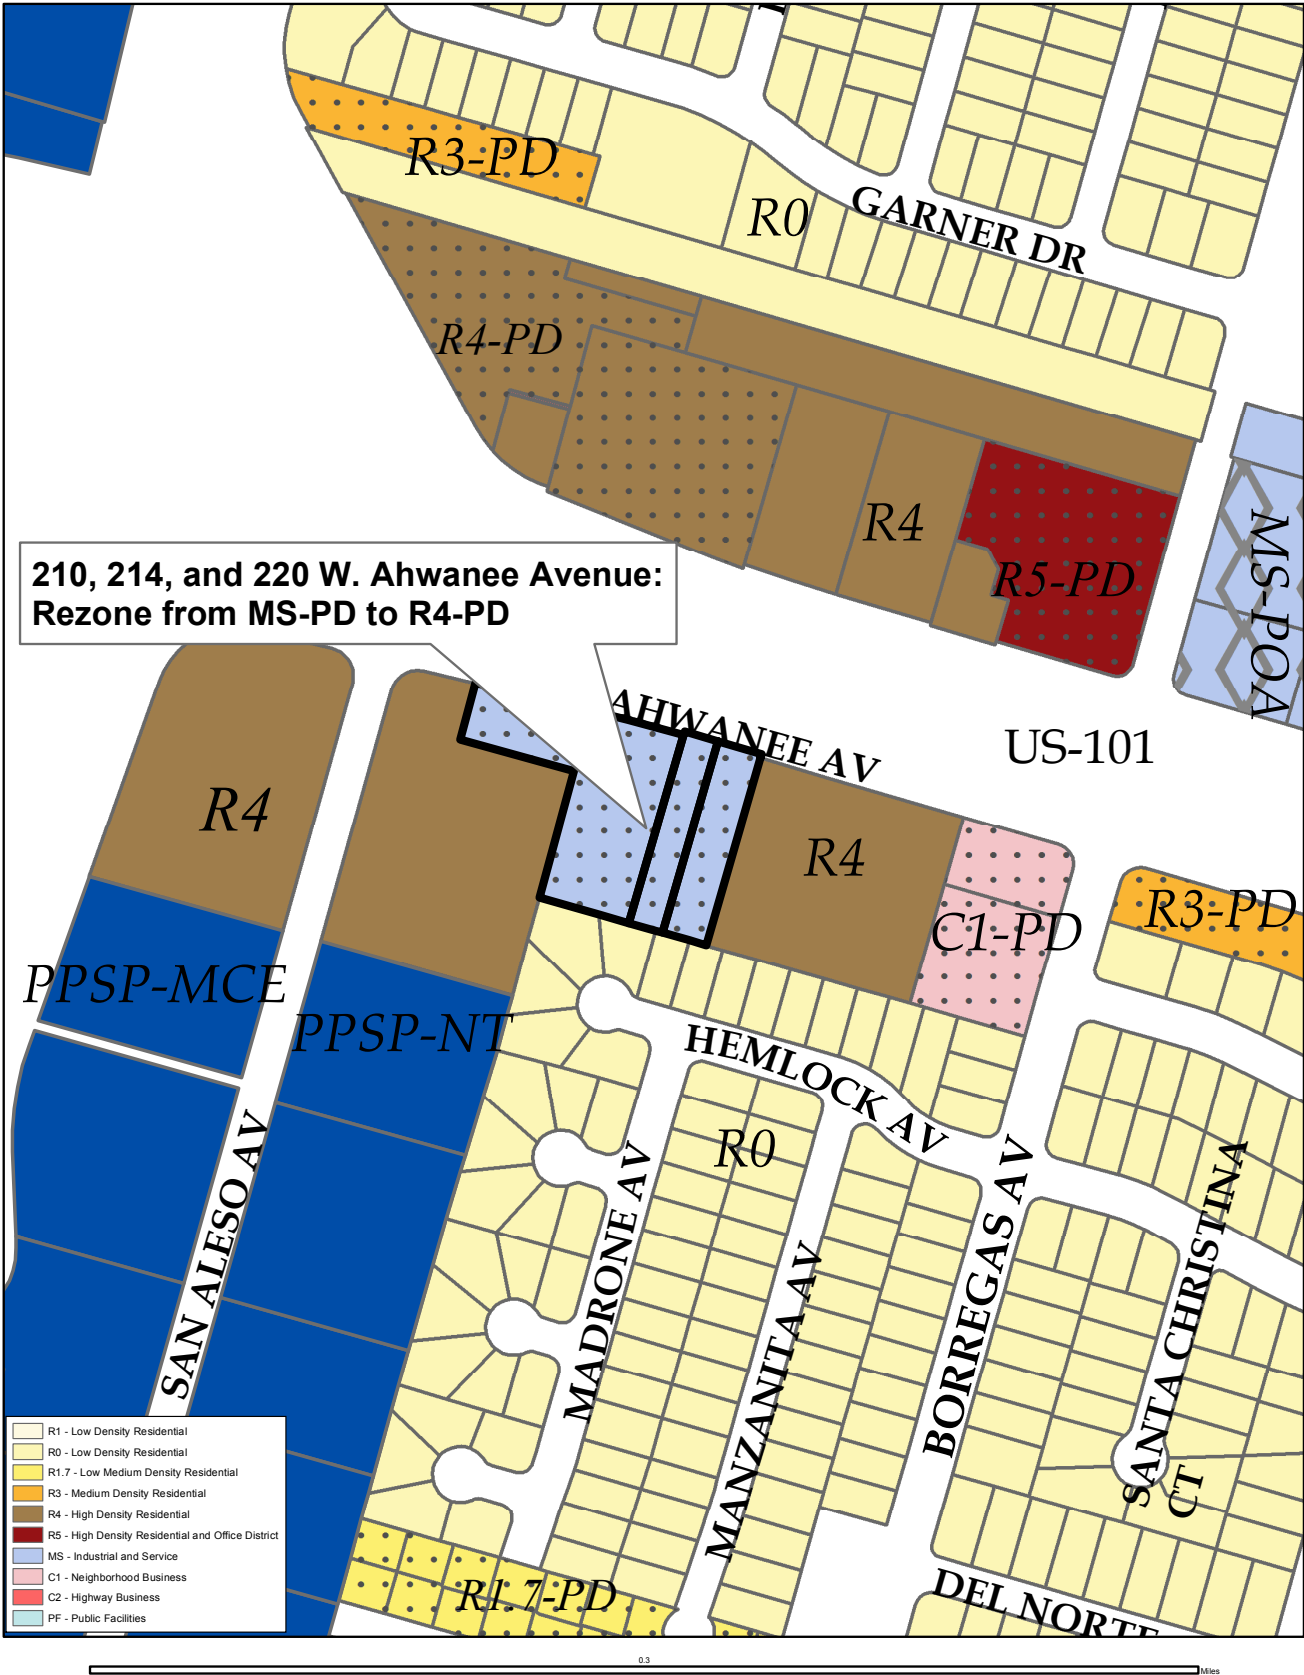 R3-PD
R0
GARNER DR
R4-PD
R4
R5-PD
MS-POA
210, 214, and 220 W. Ahwanee Avenue:
Rezone from MS-PD to R4-PD
AHWANEE AV
US-101
R4
R4
C1-PD
R3-PD
PPSP-MCE
PPSP-NT
HEMLOCK AV
R0
SAN ALESO AV
MADRONE AV
MANZANITA AV
BORREGAS AV
SANTA CHRISTINA
CT
R1.7-PD
DEL NORTE
R1 - Low Density Residential
R0 - Low Density Residential
R1.7 - Low Medium Density Residential
R3 - Medium Density Residential
R4 - High Density Residential
R5 - High Density Residential and Office District
MS - Industrial and Service
C1 - Neighborhood Business
C2 - Highway Business
PF - Public Facilities
0.3
Miles